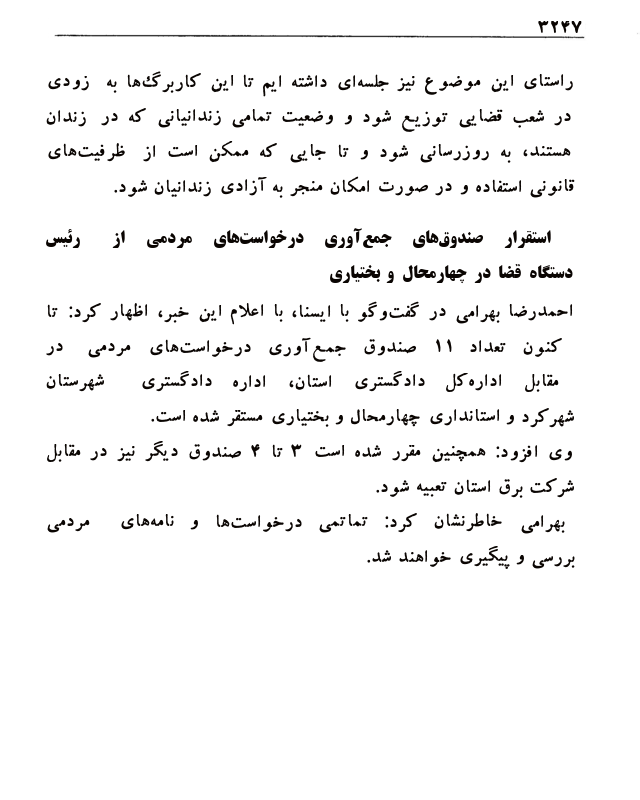 ۳۲۴۷
راستای این موضوع نیز جلسه‌ای داشته ایم تا این کاربرگ‌ها به زودی
در شعب قضایی توزیع شود و وضعیت تمامی زندانیانی که در زندان
هستند، به روزرسانی شود و تا جایی که ممکن است از ظرفیت‌های
قانونی استفاده و در صورت امکان منجر به آزادی زندانیان شود.
استقرار صندوق‌های جمع‌آوری درخواست‌های مردمی از رئیس
دستگاه قضا در چهارمحال و بختیاری
احمدرضا بهرامی در گفت‌وگو با ایسنا، با اعلام این خبر، اظهار کرد: تا
کنون تعداد ۱۱ صندوق جمع‌آوری درخواست‌های مردمی در
مقابل اداره‌کل دادگستری استان، اداره دادگستری شهرستان
شهرکرد و استانداری چهارمحال و بختیاری مستقر شده است.
وی افزود: همچنین مقرر شده است ۳ تا ۴ صندوق دیگر نیز در مقابل
شرکت برق استان تعبیه شود.
بهرامی خاطرنشان کرد: تماتمی درخواست‌ها و نامه‌های مردمی
بررسی و پیگیری خواهند شد.